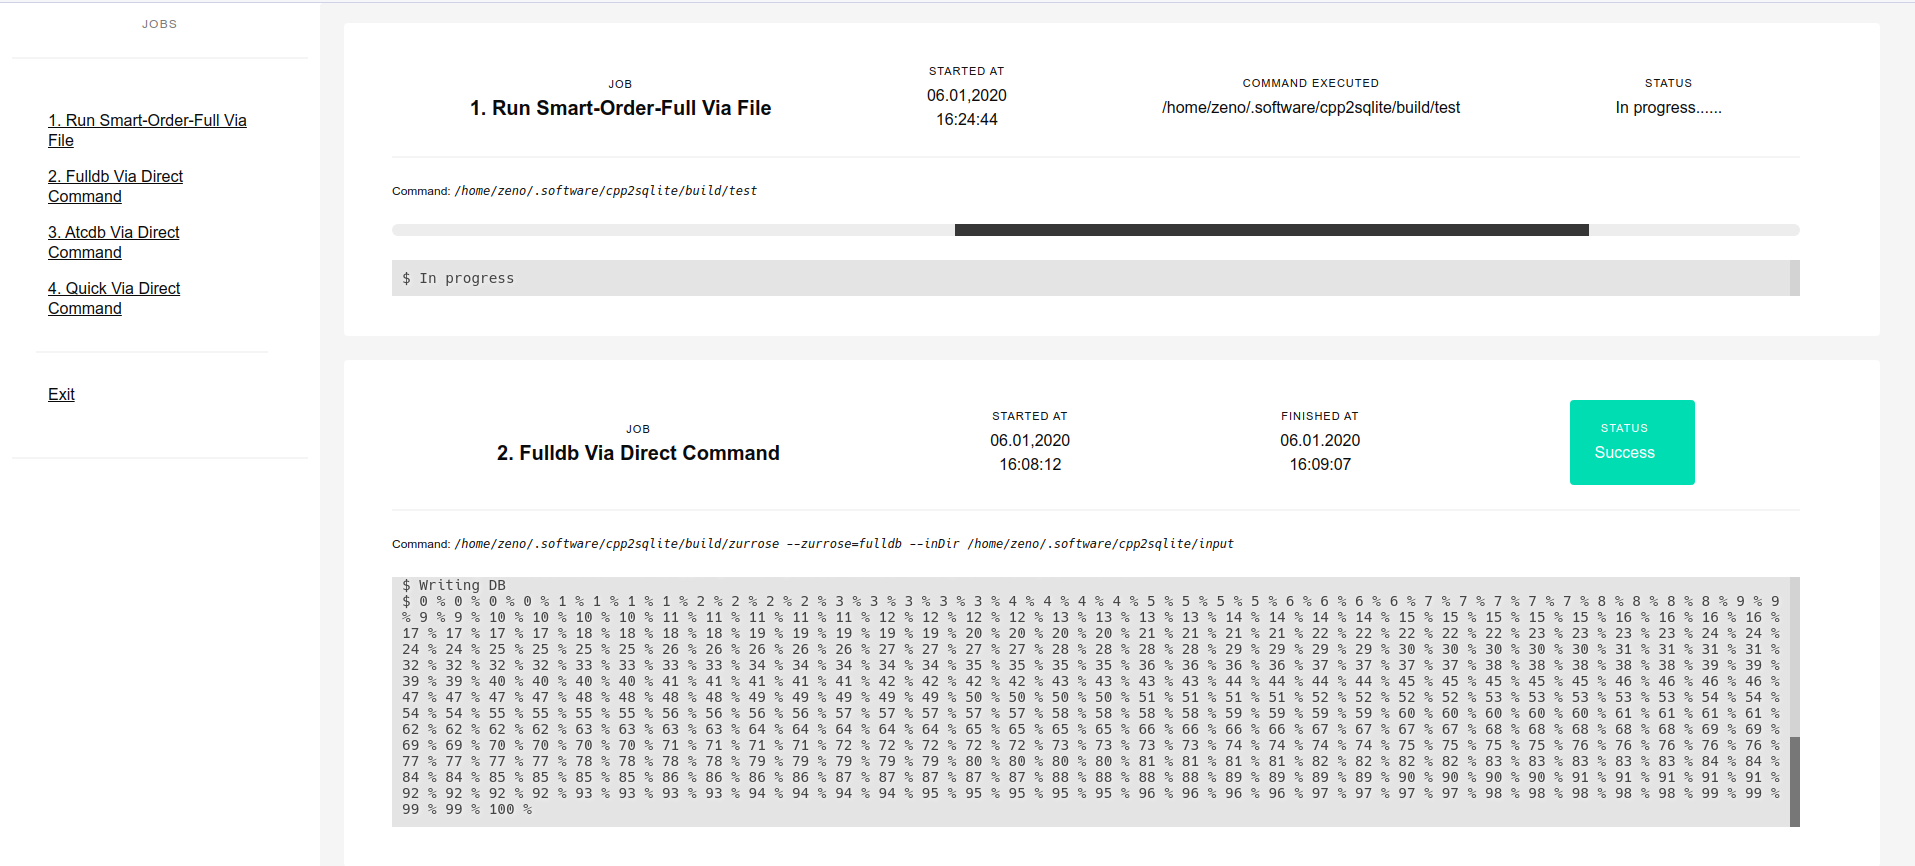 JOBS
1. Run Smart-Order-Full Via
File
2. Fulldb Via Direct
Command
3. Atcdb Via Direct
Command
4. Quick Via Direct
Command
Exit
JOB
1. Run Smart-Order-Full Via File
STARTED AT
06.01,2020
16:24:44
COMMAND EXECUTED
/home/zeno/.software/cpp2sqlite/build/test
STATUS
In progress......
Command: /home/zeno/.software/cpp2sqlite/build/test
$ In progress
JOB
2. Fulldb Via Direct Command
STARTED AT
06.01,2020
16:08:12
FINISHED AT
06.01.2020
16:09:07
STATUS
Success
Command: /home/zeno/.software/cpp2sqlite/build/zurrose --zurrose=fulldb --inDir /home/zeno/.software/cpp2sqlite/input
$ Writing DB
$ 0 % 0 % 0 % 0 % 1 % 1 % 1 % 1 % 2 % 2 % 2 % 2 % 3 % 3 % 3 % 3 % 3 % 4 % 4 % 4 % 4 % 5 % 5 % 5 % 5 % 6 % 6 % 6 % 6 % 7 % 7 % 7 % 7 % 7 % 8 % 8 % 8 % 8 % 9 % 9
% 9 % 9 % 10 % 10 % 10 % 10 % 11 % 11 % 11 % 11 % 11 % 12 % 12 % 12 % 12 % 13 % 13 % 13 % 13 % 14 % 14 % 14 % 14 % 15 % 15 % 15 % 15 % 15 % 16 % 16 % 16 % 16 %
17 % 17 % 17 % 17 % 18 % 18 % 18 % 18 % 19 % 19 % 19 % 19 % 19 % 20 % 20 % 20 % 20 % 21 % 21 % 21 % 21 % 22 % 22 % 22 % 22 % 22 % 23 % 23 % 23 % 23 % 24 % 24 %
24 % 24 % 25 % 25 % 25 % 25 % 26 % 26 % 26 % 26 % 26 % 27 % 27 % 27 % 27 % 28 % 28 % 28 % 28 % 29 % 29 % 29 % 29 % 30 % 30 % 30 % 30 % 30 % 31 % 31 % 31 % 31 %
32 % 32 % 32 % 32 % 33 % 33 % 33 % 33 % 34 % 34 % 34 % 34 % 34 % 35 % 35 % 35 % 35 % 36 % 36 % 36 % 36 % 37 % 37 % 37 % 37 % 38 % 38 % 38 % 38 % 38 % 39 % 39 %
39 % 39 % 40 % 40 % 40 % 40 % 41 % 41 % 41 % 41 % 41 % 42 % 42 % 42 % 42 % 43 % 43 % 43 % 43 % 44 % 44 % 44 % 44 % 45 % 45 % 45 % 45 % 45 % 46 % 46 % 46 % 46 %
47 % 47 % 47 % 47 % 48 % 48 % 48 % 48 % 49 % 49 % 49 % 49 % 49 % 50 % 50 % 50 % 50 % 51 % 51 % 51 % 51 % 52 % 52 % 52 % 52 % 53 % 53 % 53 % 53 % 53 % 54 % 54 %
54 % 54 % 55 % 55 % 55 % 55 % 56 % 56 % 56 % 56 % 57 % 57 % 57 % 57 % 57 % 58 % 58 % 58 % 58 % 59 % 59 % 59 % 59 % 60 % 60 % 60 % 60 % 60 % 61 % 61 % 61 % 61 %
62 % 62 % 62 % 62 % 63 % 63 % 63 % 63 % 64 % 64 % 64 % 64 % 64 % 65 % 65 % 65 % 65 % 66 % 66 % 66 % 66 % 67 % 67 % 67 % 67 % 68 % 68 % 68 % 68 % 68 % 69 % 69 %
69 % 69 % 70 % 70 % 70 % 70 % 71 % 71 % 71 % 71 % 72 % 72 % 72 % 72 % 72 % 73 % 73 % 73 % 73 % 74 % 74 % 74 % 74 % 75 % 75 % 75 % 75 % 76 % 76 % 76 % 76 % 76 %
77 % 77 % 77 % 77 % 78 % 78 % 78 % 78 % 79 % 79 % 79 % 79 % 79 % 80 % 80 % 80 % 80 % 81 % 81 % 81 % 81 % 82 % 82 % 82 % 82 % 83 % 83 % 83 % 83 % 83 % 84 % 84 %
84 % 84 % 85 % 85 % 85 % 85 % 86 % 86 % 86 % 86 % 87 % 87 % 87 % 87 % 87 % 88 % 88 % 88 % 88 % 89 % 89 % 89 % 89 % 90 % 90 % 90 % 90 % 91 % 91 % 91 % 91 % 91 %
92 % 92 % 92 % 92 % 93 % 93 % 93 % 93 % 94 % 94 % 94 % 94 % 95 % 95 % 95 % 95 % 95 % 96 % 96 % 96 % 96 % 97 % 97 % 97 % 97 % 98 % 98 % 98 % 98 % 98 % 99 % 99 %
99 % 99 % 100 %